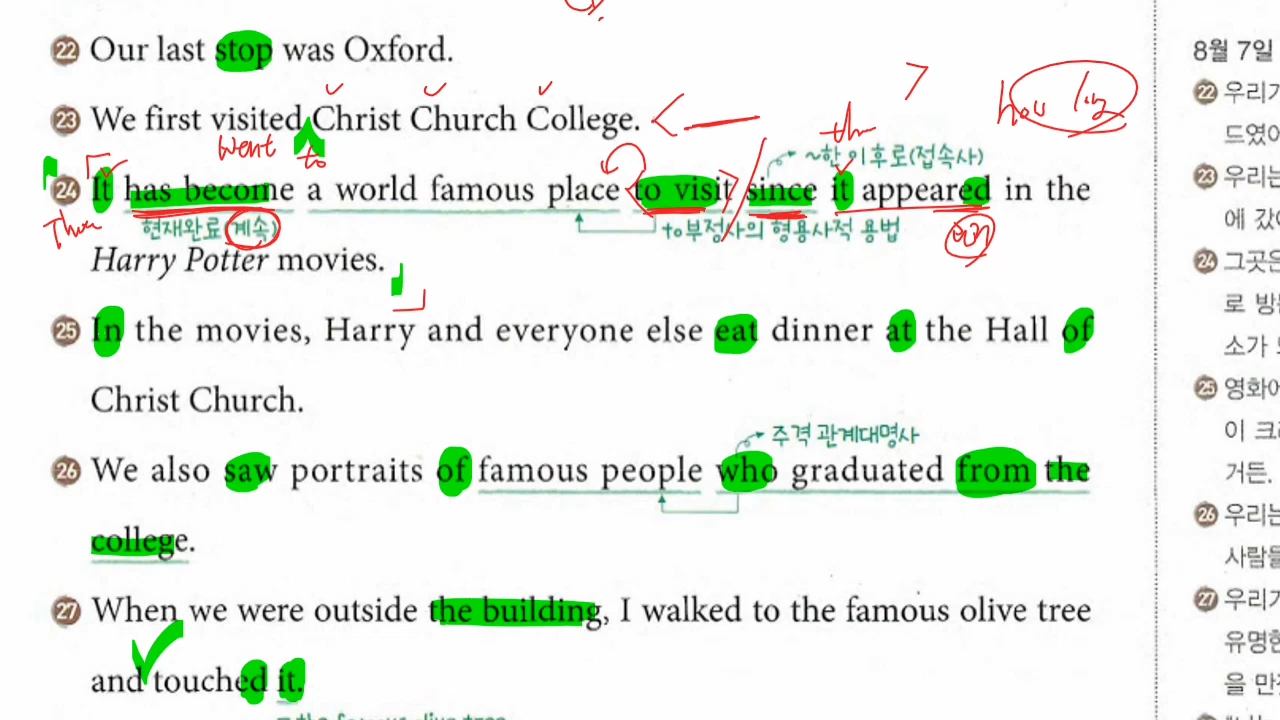 22 Our last stop was Oxford. 8월 7일
23 We first visited Christ Church College. how long
went to ~한 이후로(접속사)
24 It has become a world famous place to visit since it appeared in the
현재완료(계속) to부정사의 형용사적 용법
Harry Potter movies.
25 In the movies, Harry and everyone else eat dinner at the Hall of
Christ Church.
주격 관계대명사
26 We also saw portraits of famous people who graduated from the
college.
27 When we were outside the building, I walked to the famous olive tree
and touched it.
= the famous olive tree
22 우리가
드였어
23 우리는
에 갔
24 그곳은
로 방
소가
25 영화에
이 크
거든.
26 우리는
사람들
27 우리가
유명한
을 만